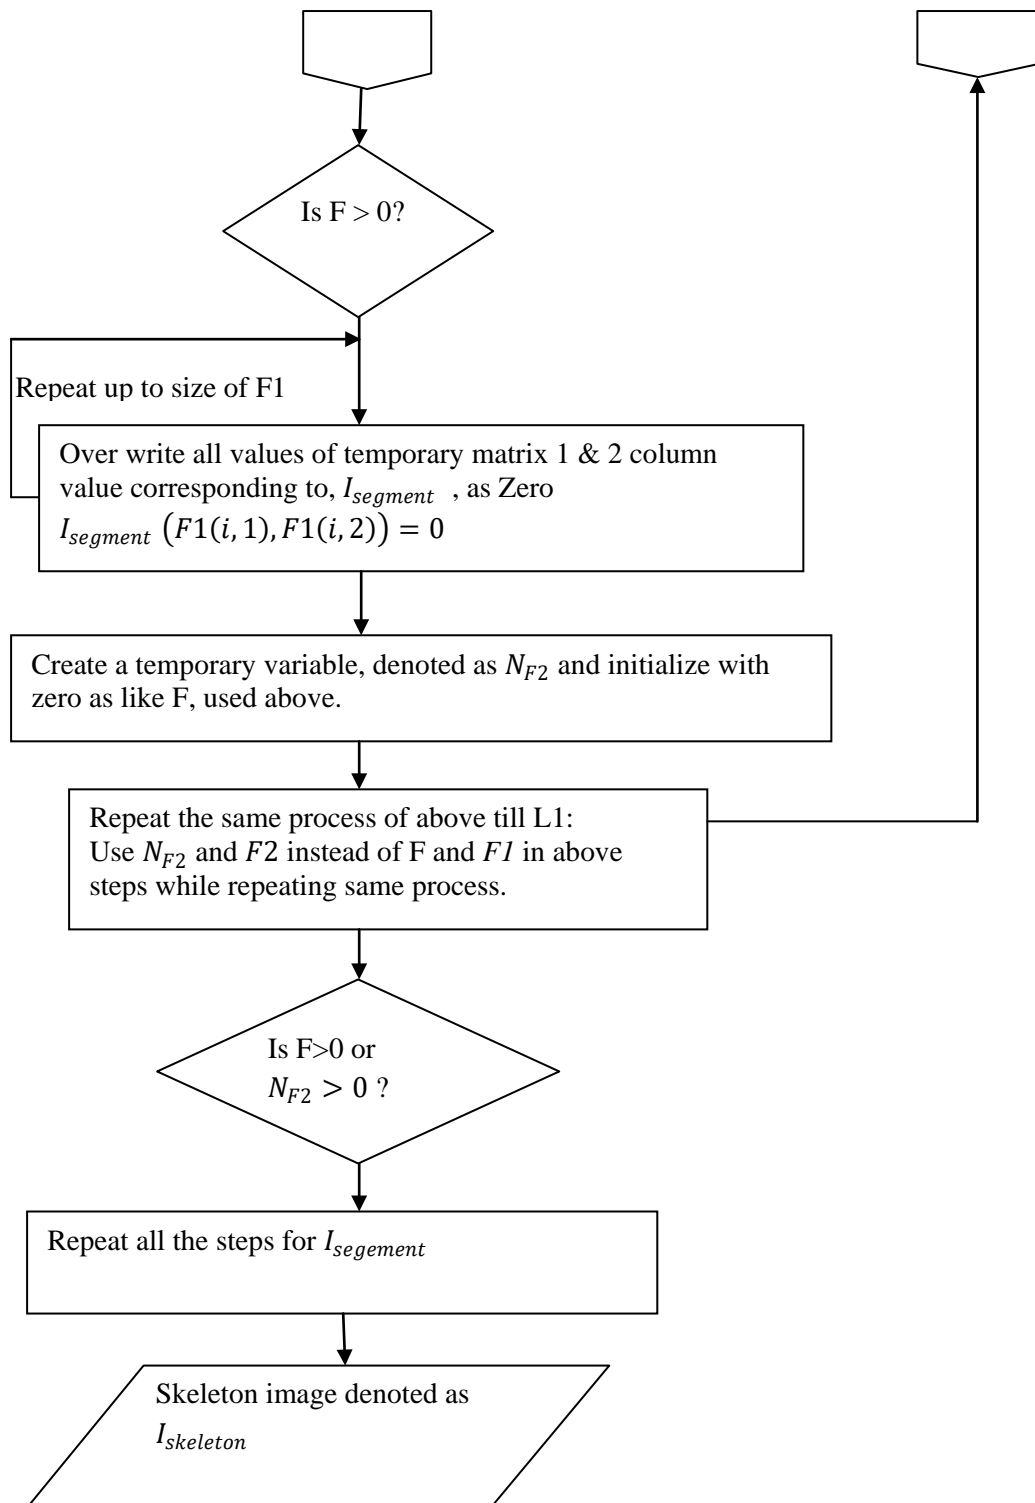 Is F > 0?
Repeat up to size of F1
Over write all values of temporary matrix 1 & 2 column
value corresponding to, I_segment , as Zero
I_segment (F1(i, 1), F1(i, 2)) = 0
Create a temporary variable, denoted as N_F2 and initialize with
zero as like F, used above.
Repeat the same process of above till L1:
Use N_F2 and F2 instead of F and F1 in above
steps while repeating same process.
Is F>0 or
N_F2 > 0 ?
Repeat all the steps for I_segement
Skeleton image denoted as
I_skeleton